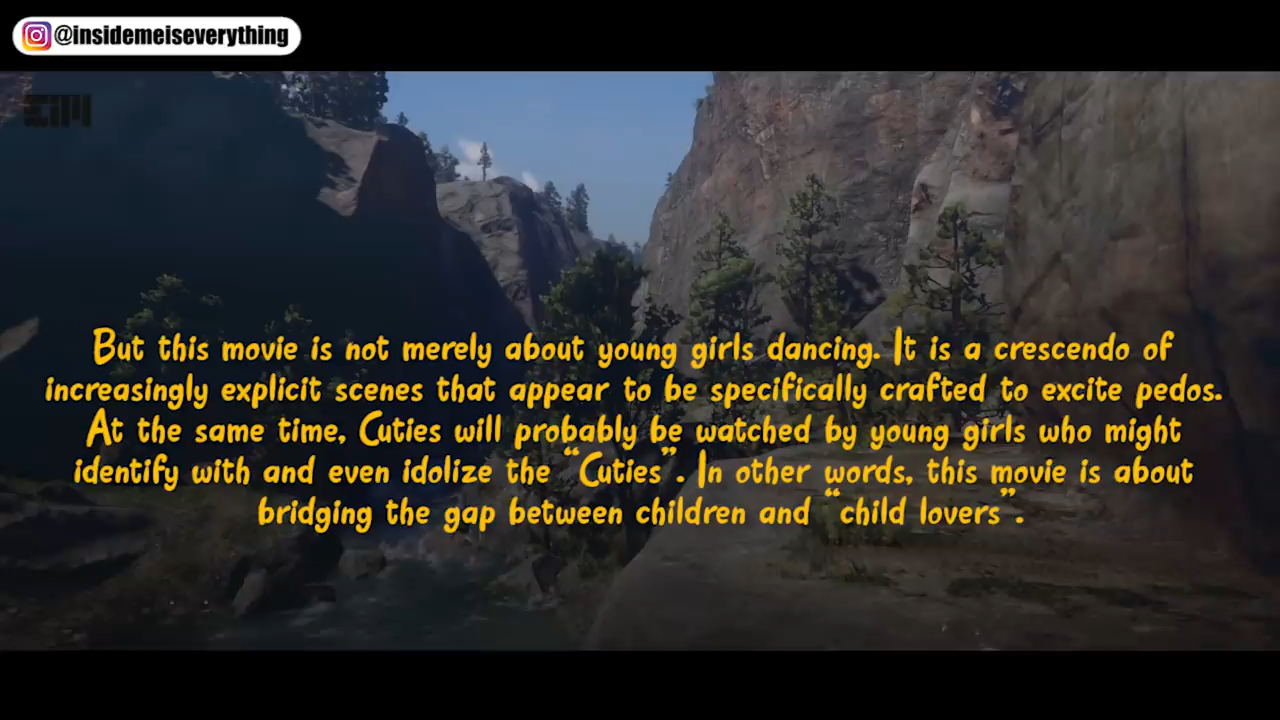 @insidemeiseverything
EIM
But this movie is not merely about young girls dancing. It is a crescendo of
increasingly explicit scenes that appear to be specifically crafted to excite pedos.
At the same time, Cuties will probably be watched by young girls who might
identify with and even idolize the “Cuties”. In other words, this movie is about
bridging the gap between children and “child lovers”.